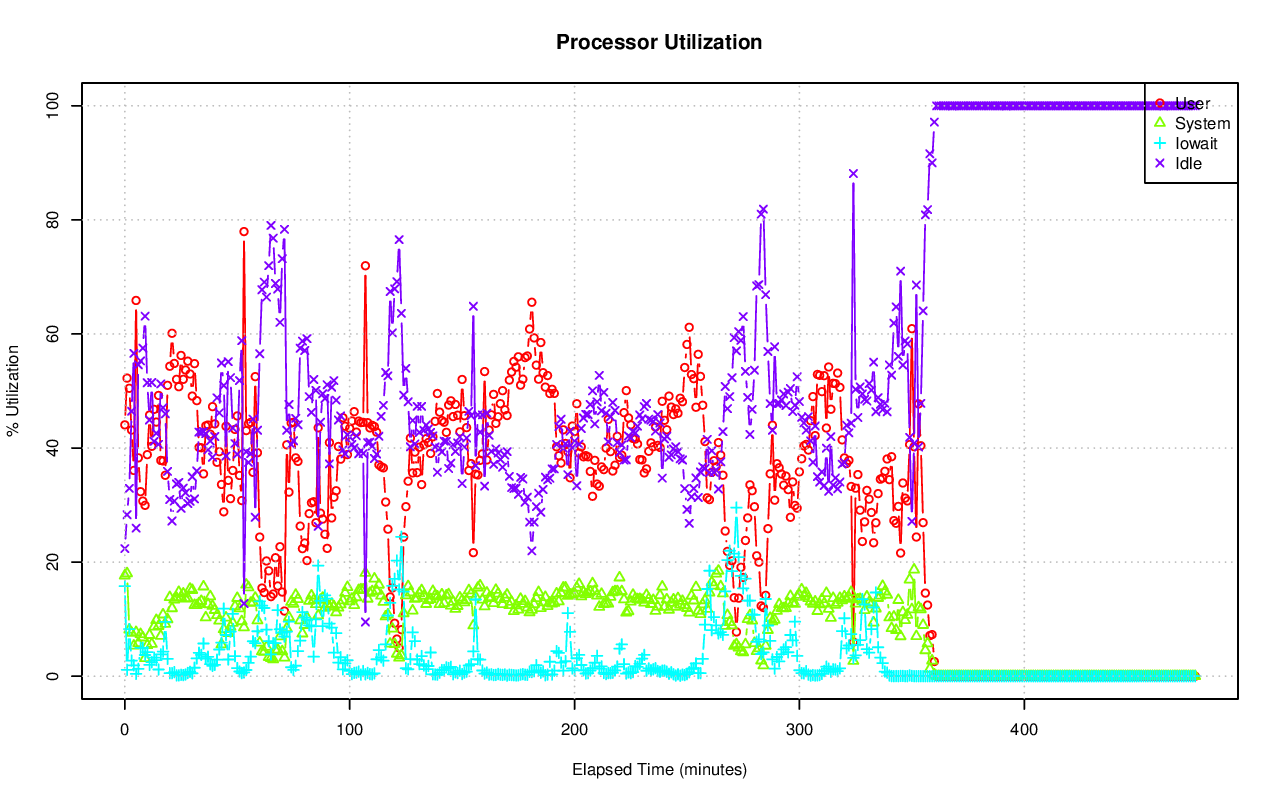 Processor Utilization
% Utilization
100
80
60
40
20
0
User
System
Iowait
Idle
0 100 200 300 400
Elapsed Time (minutes)